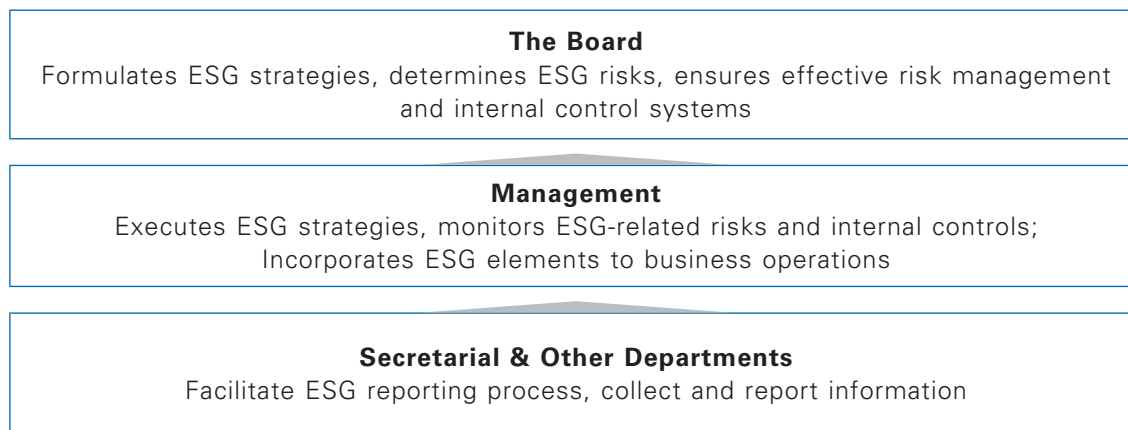 The Board
Formulates ESG strategies, determines ESG risks, ensures effective risk management
and internal control systems
Management
Executes ESG strategies, monitors ESG-related risks and internal controls;
Incorporates ESG elements to business operations
Secretarial & Other Departments
Facilitate ESG reporting process, collect and report information